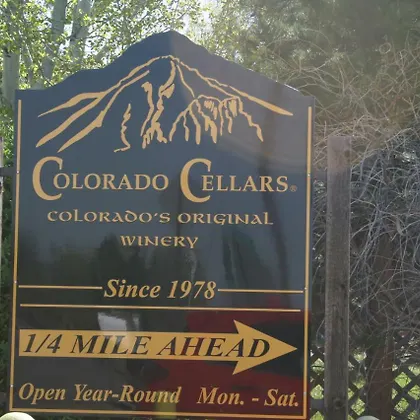 COLORADO CELLARS®
COLORADO'S ORIGINAL
WINERY
Since 1978
1/4 MILE AHEAD
Open Year-Round Mon. - Sat.